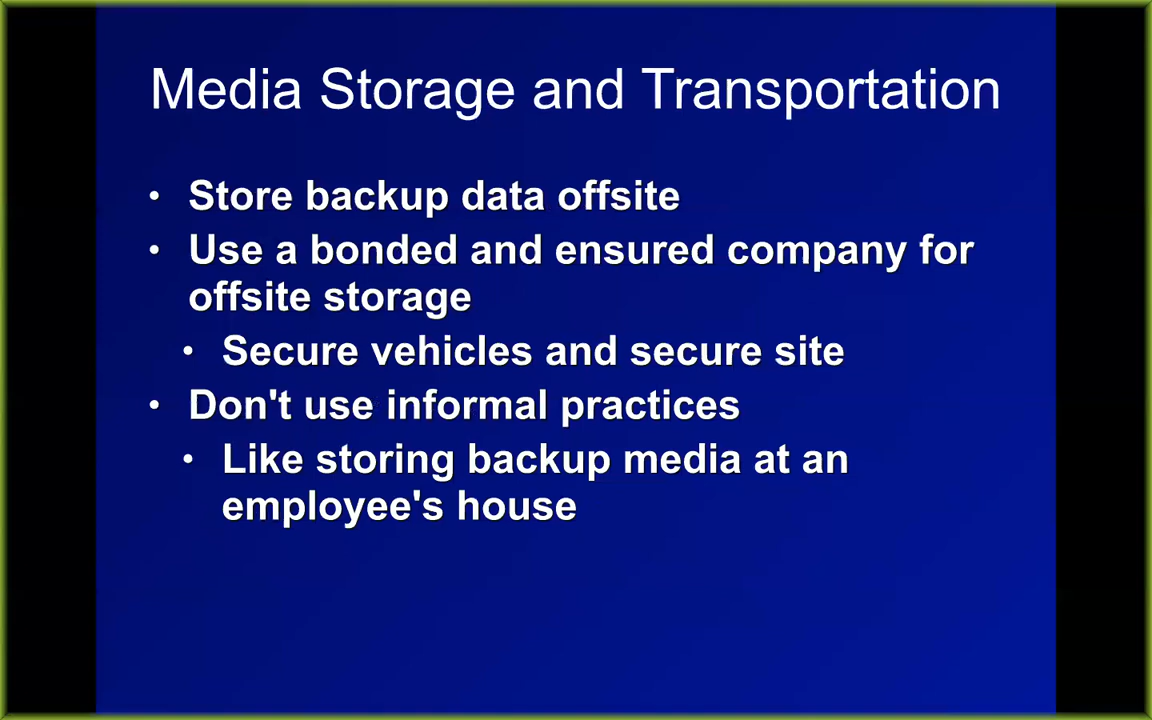 Media Storage and Transportation
• Store backup data offsite
• Use a bonded and ensured company for
offsite storage
• Secure vehicles and secure site
• Don't use informal practices
• Like storing backup media at an
employee's house